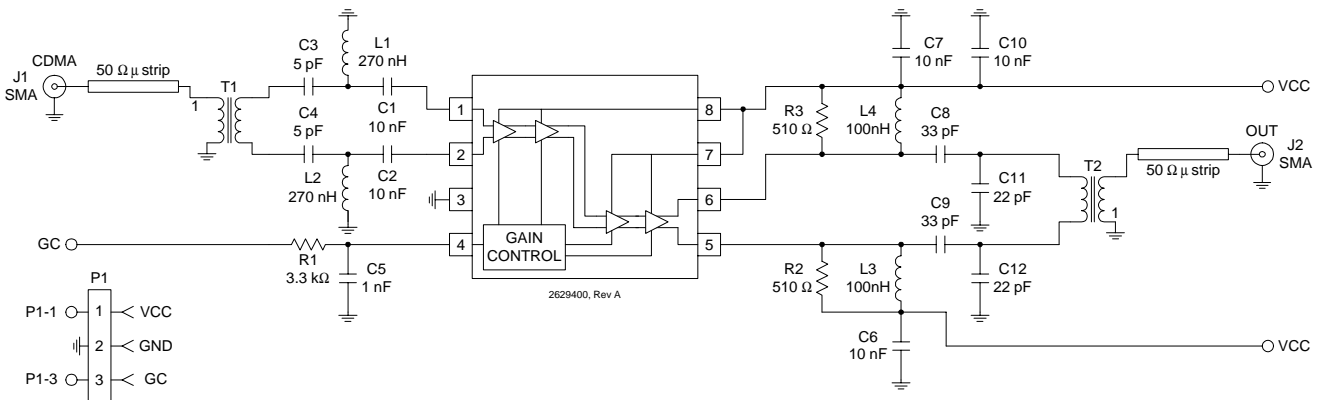 CDMA
J1
SMA
50 Ω μ strip
T1
1
C3
5 pF
C4
5 pF
L1
270 nH
C1
10 nF
L2
270 nH
C2
10 nF
GC
R1
3.3 kΩ
C5
1 nF
1
2
3
4
GAIN
CONTROL
8
7
6
5
2629400, Rev A
C7
10 nF
C10
10 nF
VCC
R3
510 Ω
L4
100nH
C8
33 pF
C11
22 pF
T2
1
50 Ω μ strip
OUT
J2
SMA
C9
33 pF
R2
510 Ω
L3
100nH
C12
22 pF
C6
10 nF
VCC
P1
P1-1
1
VCC
2
GND
P1-3
3
GC